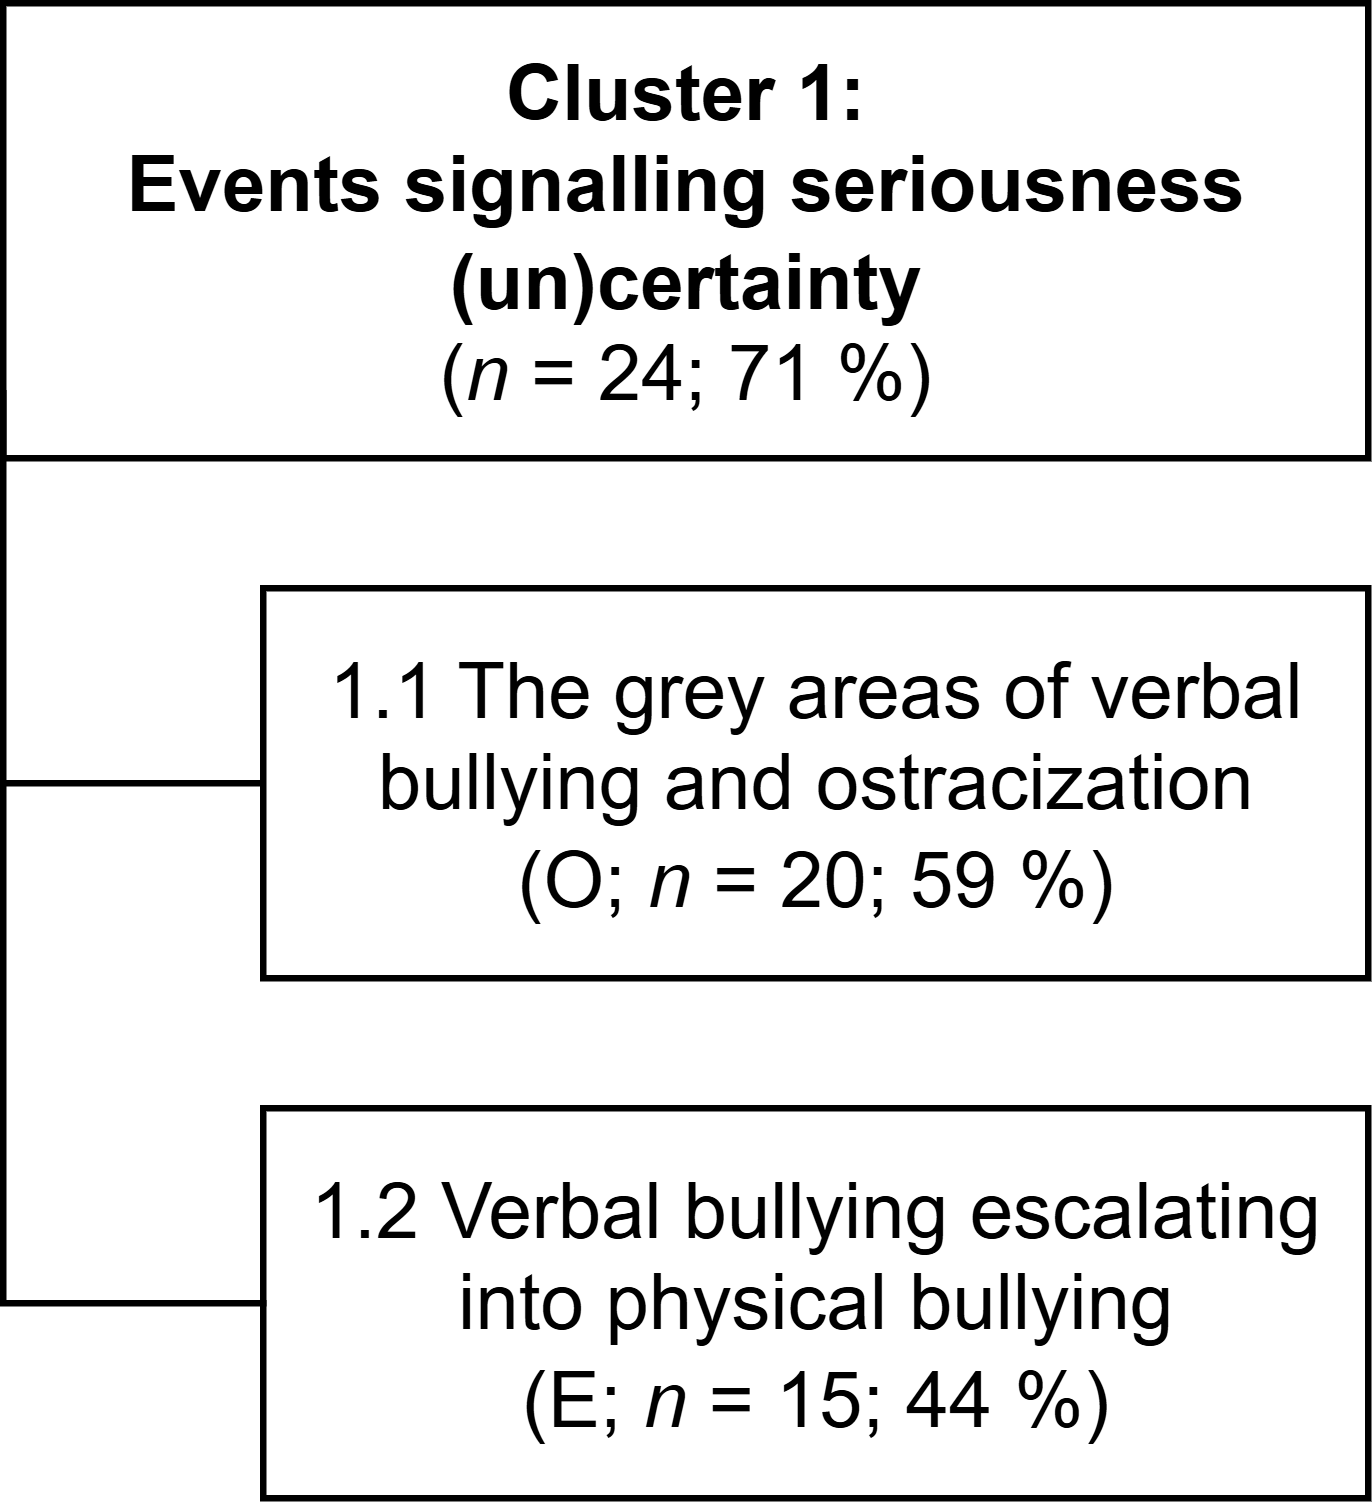 Cluster 1:
Events signalling seriousness
(un)certainty
(n = 24; 71 %)
1.1 The grey areas of verbal
bullying and ostracization
(O; n = 20; 59 %)
1.2 Verbal bullying escalating
into physical bullying
(E; n = 15; 44 %)